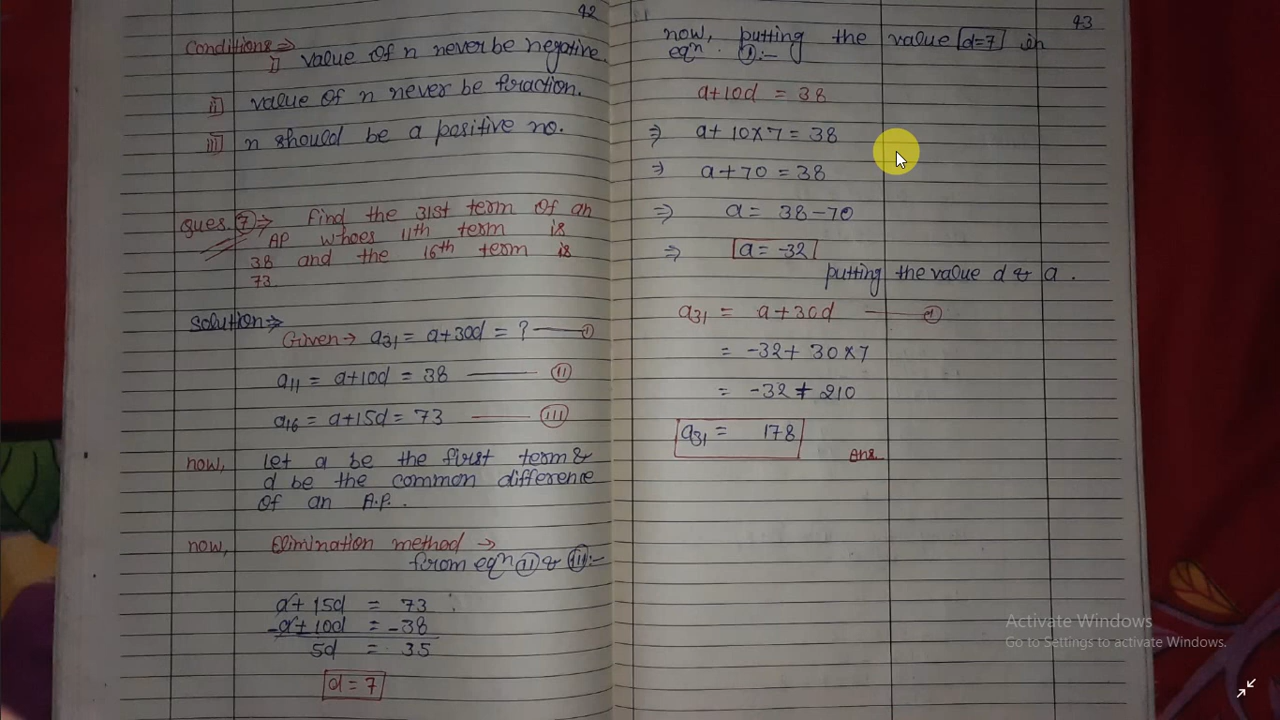 42
Conditions ⇒
i] value of n never be negative.
ii] value of n never be fraction.
iii] n should be a positive no.
Ques. 7 ⇒ Find the 31st term of an
AP whoes 11th term is
38 and the 16th term is
73
Solution ⇒
Given → a31 = a+30d = ? —— (i)
a11 = a+10d = 38 —— (ii)
a16 = a+15d = 73 —— (iii)
now, Let a be the first term &
d be the common difference
of an A.P.
now, Elimination method →
from eqn (ii) & (iii):-
a+15d = 73
-a+10d = -38
5d = 35
d = 7
43
now, putting the value d=7 in
eqn. (i):-
a+10d = 38
⇒ a+10×7 = 38
⇒ a+70 = 38
⇒ a = 38-70
⇒ a = -32
putting the value d & a.
a31 = a+30d —— (i)
= -32+30×7
= -32+210
a31 = 178
Ans
Activate Windows
Go to Settings to activate Windows.